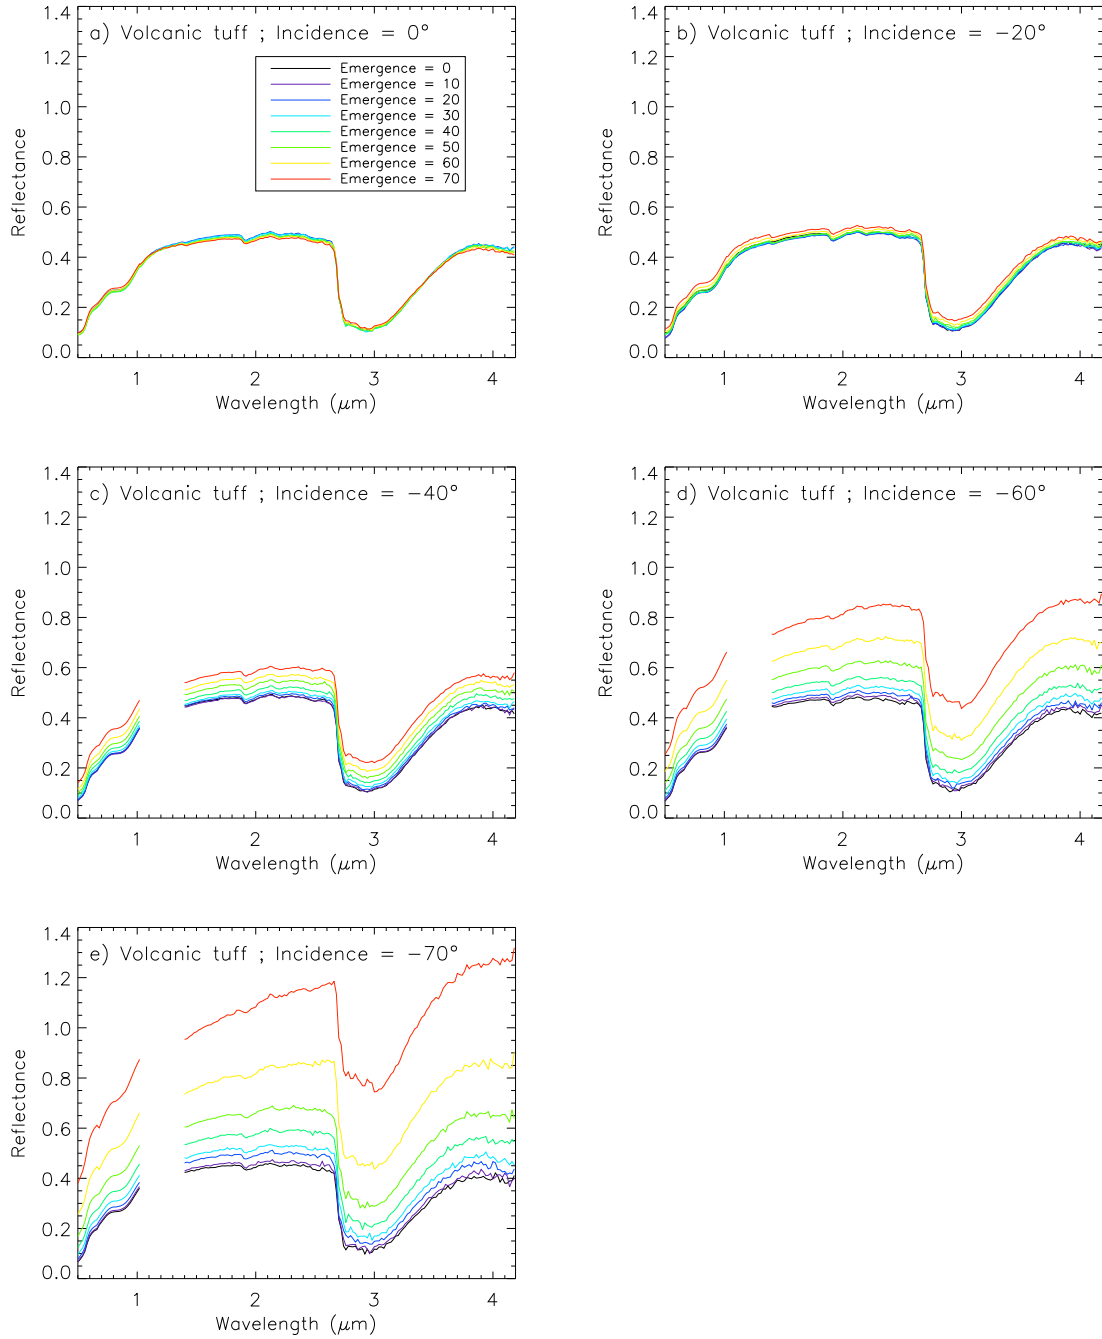 a) Volcanic tuff ; Incidence = 0°
Emergence = 0
Emergence = 10
Emergence = 20
Emergence = 30
Emergence = 40
Emergence = 50
Emergence = 60
Emergence = 70
Reflectance
1.4
1.2
1.0
0.8
0.6
0.4
0.2
0.0
1 2 3 4
Wavelength (μm)
b) Volcanic tuff ; Incidence = −20°
Reflectance
1.4
1.2
1.0
0.8
0.6
0.4
0.2
0.0
1 2 3 4
Wavelength (μm)
c) Volcanic tuff ; Incidence = −40°
Reflectance
1.4
1.2
1.0
0.8
0.6
0.4
0.2
0.0
1 2 3 4
Wavelength (μm)
d) Volcanic tuff ; Incidence = −60°
Reflectance
1.4
1.2
1.0
0.8
0.6
0.4
0.2
0.0
1 2 3 4
Wavelength (μm)
e) Volcanic tuff ; Incidence = −70°
Reflectance
1.4
1.2
1.0
0.8
0.6
0.4
0.2
0.0
1 2 3 4
Wavelength (μm)